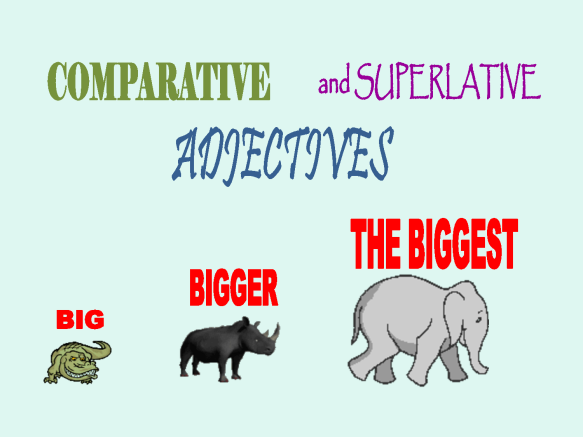 COMPARATIVE and SUPERLATIVE
ADJECTIVES
THE BIGGEST
BIGGER
BIG